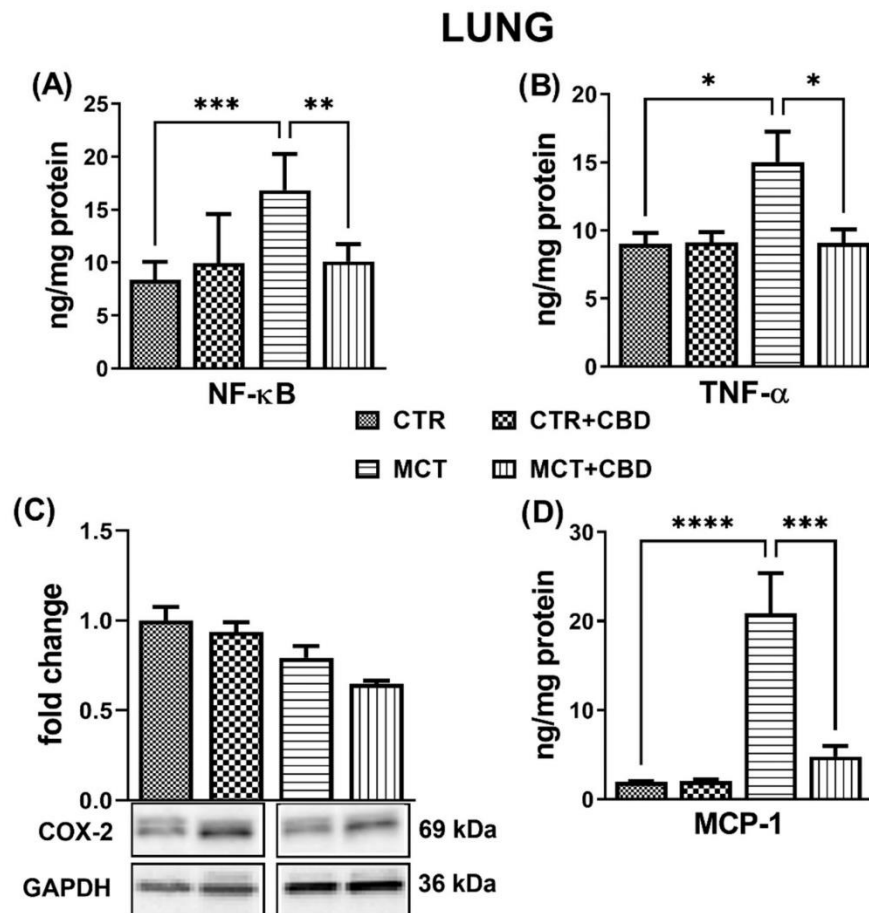 LUNG
(A)
25
20
15
10
5
0
ng/mg protein
*** **
NF-κB
(B)
20
15
10
5
0
ng/mg protein
* *
TNF-α
CTR CTR+CBD
MCT MCT+CBD
(C)
1.5
1.0
0.5
0.0
fold change
COX-2 69 kDa
GAPDH 36 kDa
(D)
30
20
10
0
ng/mg protein
**** ***
MCP-1